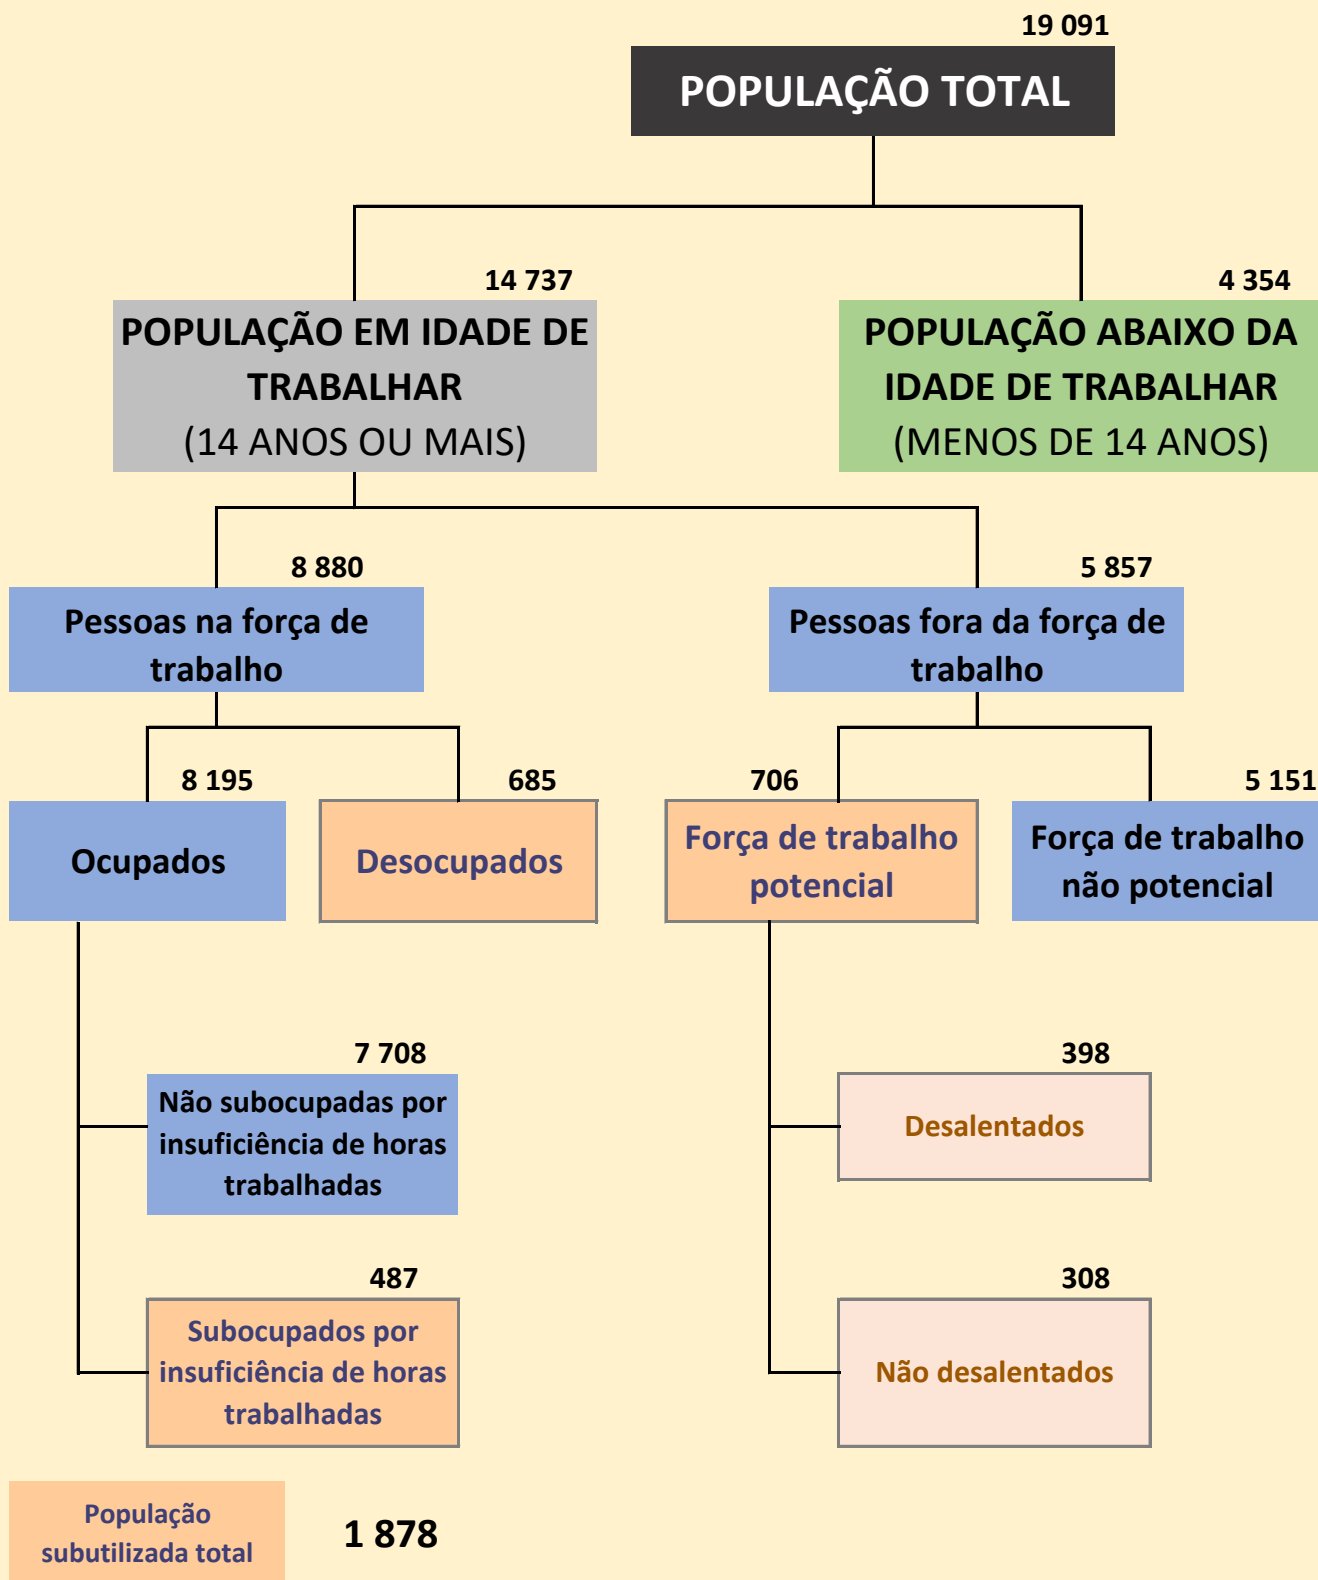 19 091
POPULAÇÃO TOTAL
14 737
POPULAÇÃO EM IDADE DE
TRABALHAR
(14 ANOS OU MAIS)
4 354
POPULAÇÃO ABAIXO DA
IDADE DE TRABALHAR
(MENOS DE 14 ANOS)
8 880
Pessoas na força de
trabalho
5 857
Pessoas fora da força de
trabalho
8 195
Ocupados
685
Desocupados
706
Força de trabalho
potencial
5 151
Força de trabalho
não potencial
7 708
Não subocupadas por
insuficiência de horas
trabalhadas
398
Desalentados
487
Subocupados por
insuficiência de horas
trabalhadas
308
Não desalentados
População
subutilizada total
1 878